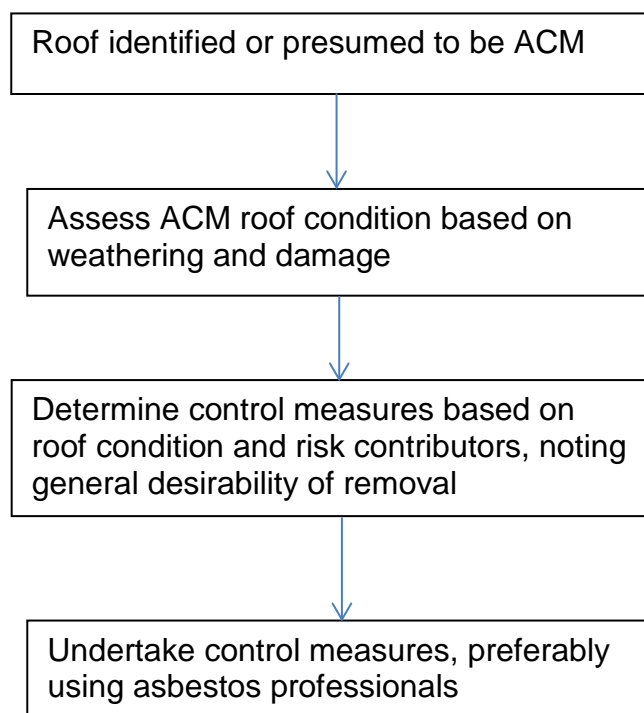 Roof identified or presumed to be ACM
Assess ACM roof condition based on
weathering and damage
Determine control measures based on
roof condition and risk contributors, noting
general desirability of removal
Undertake control measures, preferably
using asbestos professionals